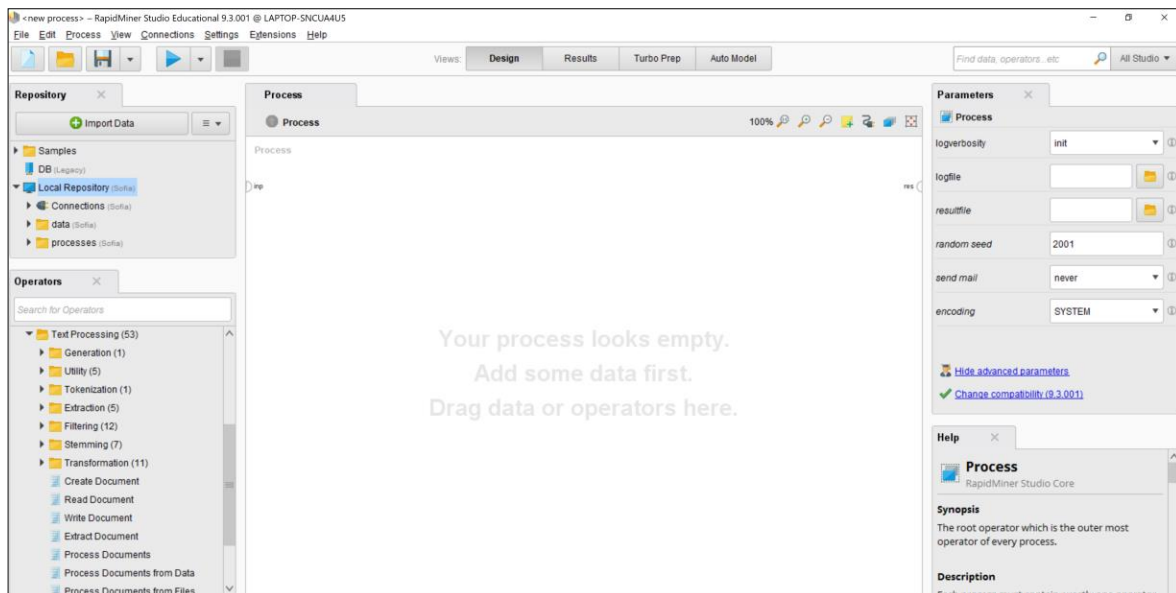 <new process> – RapidMiner Studio Educational 9.3.001 @ LAPTOP-SNCUA4U5
File Edit Process View Connections Settings Extensions Help
Views: Design Results Turbo Prep Auto Model
Find data, operators...etc All Studio
Repository
Import Data
Samples
DB (Legacy)
Local Repository (Sofia)
Connections (Sofia)
data (Sofia)
processes (Sofia)
Operators
Search for Operators
Text Processing (53)
Generation (1)
Utility (5)
Tokenization (1)
Extraction (5)
Filtering (12)
Stemming (7)
Transformation (11)
Create Document
Read Document
Write Document
Extract Document
Process Documents
Process Documents from Data
Process Documents from Files
Process
Process
100%
Process
inp
res
Your process looks empty.
Add some data first.
Drag data or operators here.
Parameters
Process
logverbosity init
logfile
resultfile
random seed 2001
send mail never
encoding SYSTEM
Hide advanced parameters
Change compatibility (9.3.001)
Help
Process
RapidMiner Studio Core
Synopsis
The root operator which is the outer most
operator of every process.
Description